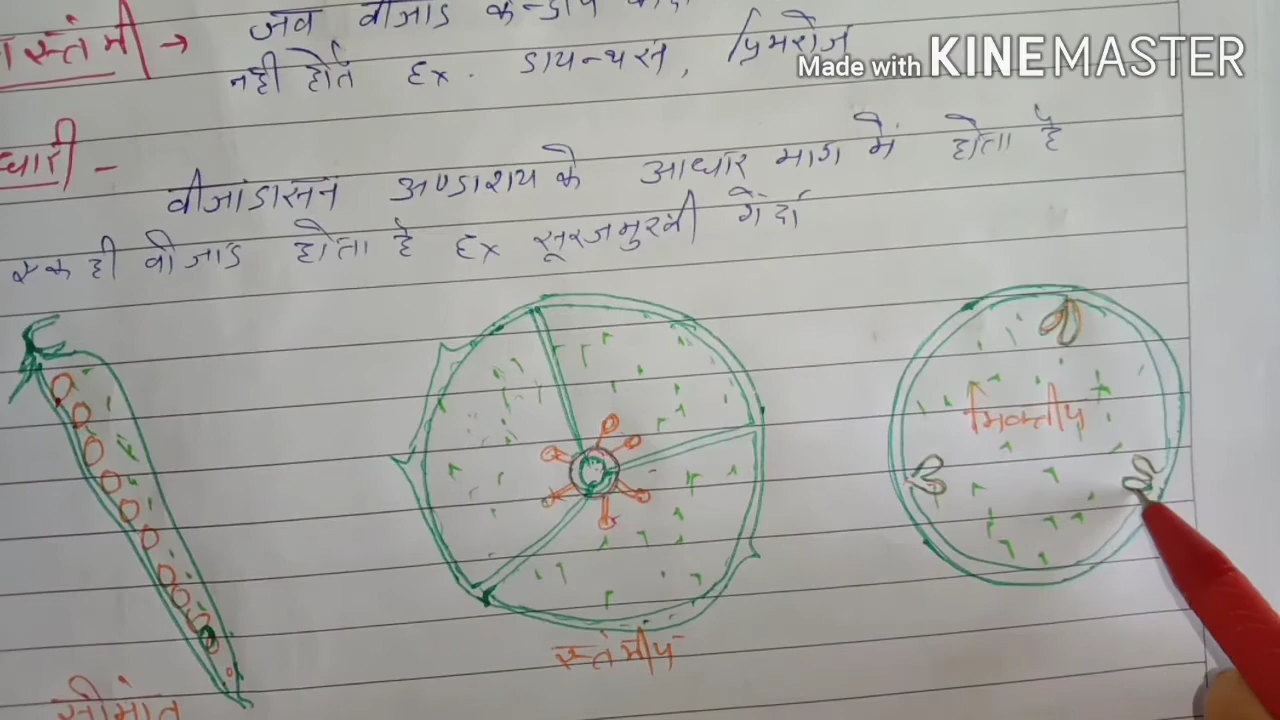 जब बीजांड
स्तंभी → नही होते Ex. डायन्थस, प्रिमरोज
Made with KINEMASTER
धारी -
बीजांडासन अण्डाशय के आधार भाग में होता है
एक ही बीजाड होता है Ex सूरजमुखी गेंदा
भित्तीय
स्तंभीय
सीमांत